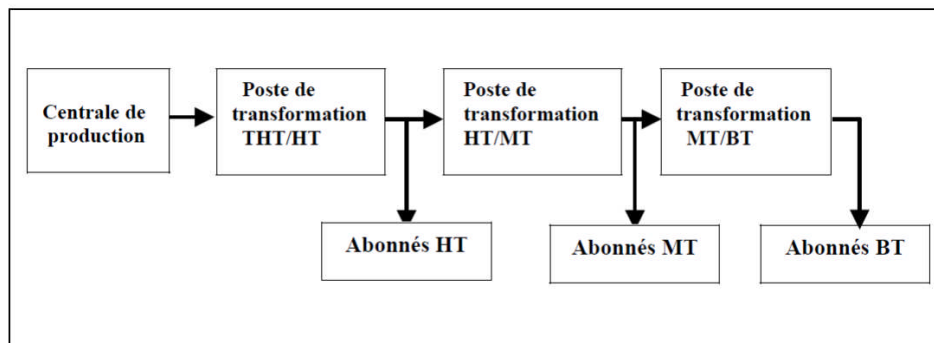 Centrale de
production
Poste de
transformation
THT/HT
Poste de
transformation
HT/MT
Poste de
transformation
MT/BT
Abonnés HT
Abonnés MT
Abonnés BT